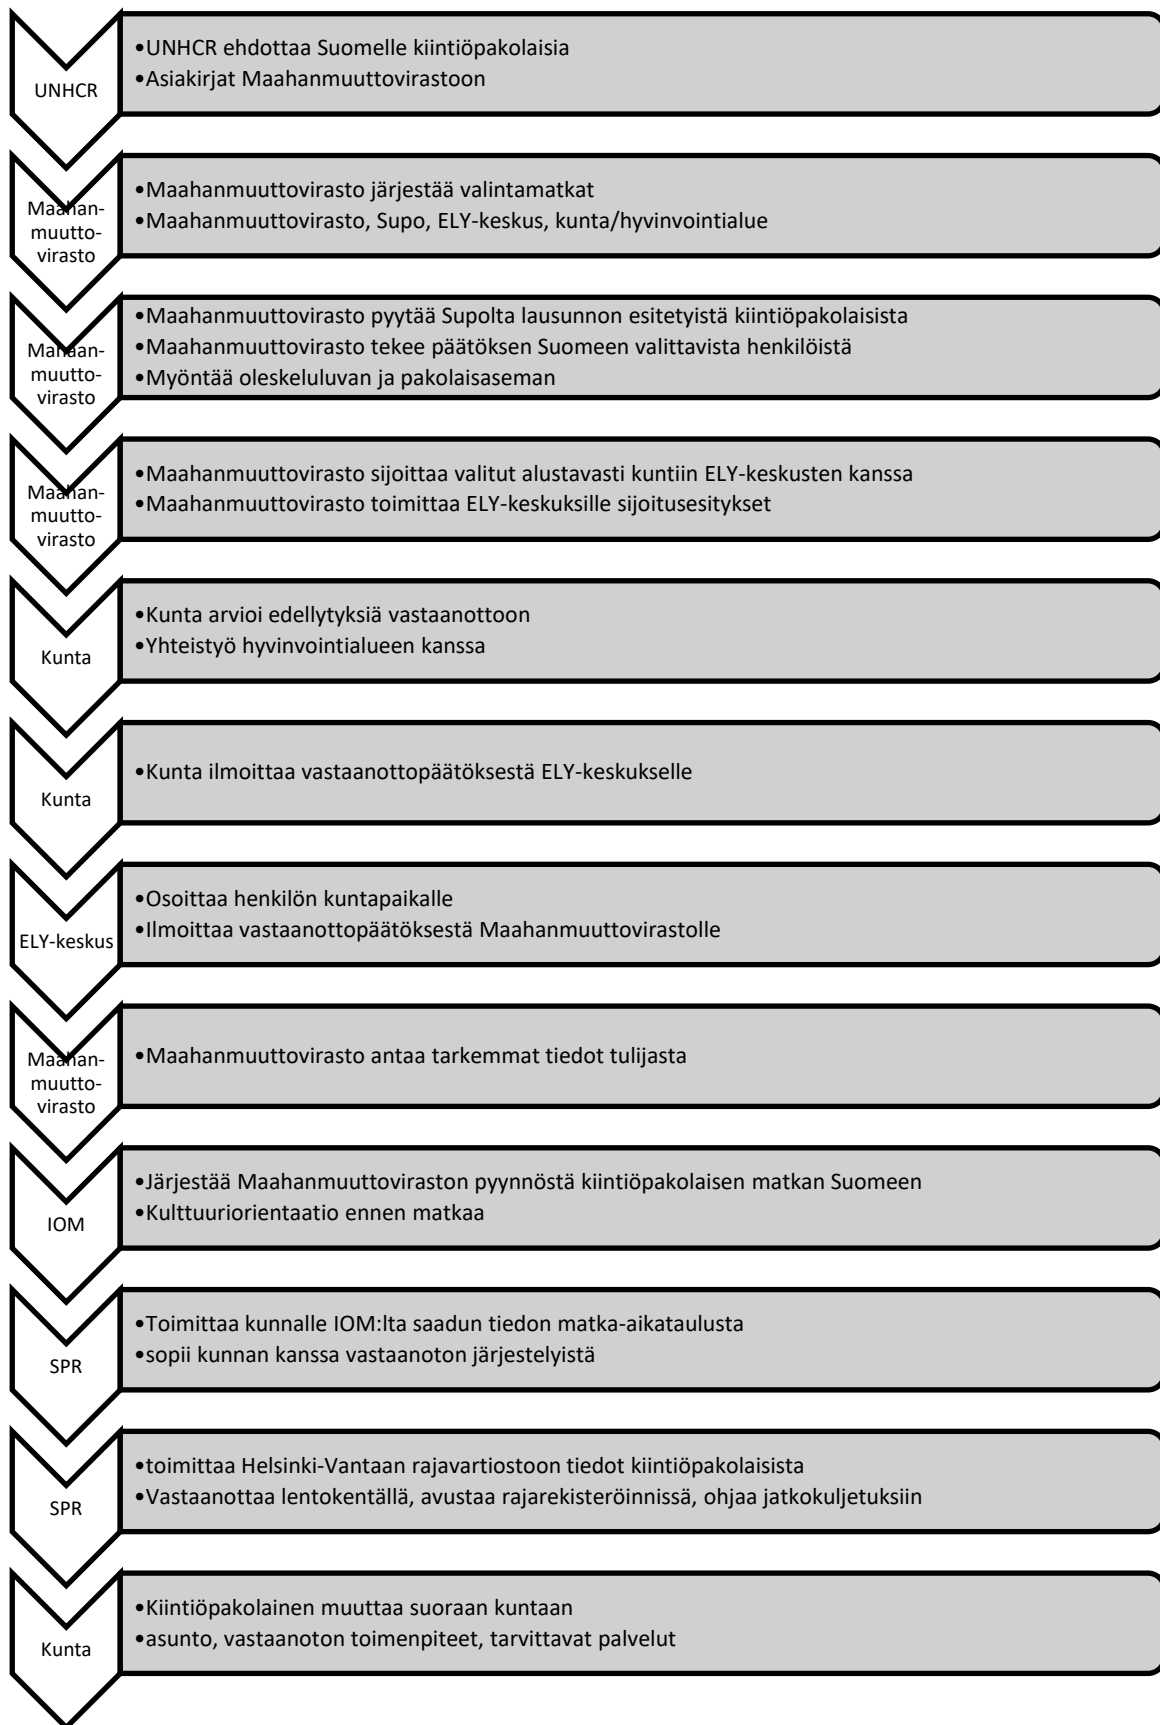 UNHCR
•UNHCR ehdottaa Suomelle kiintiöpakolaisia
•Asiakirjat Maahanmuuttovirastoon
Maahan-
muutto-
virasto
•Maahanmuuttovirasto järjestää valintamatkat
•Maahanmuuttovirasto, Supo, ELY-keskus, kunta/hyvinvointialue
Maahan-
muutto-
virasto
•Maahanmuuttovirasto pyytää Supolta lausunnon esitetyistä kiintiöpakolaisista
•Maahanmuuttovirasto tekee päätöksen Suomeen valittavista henkilöistä
•Myöntää oleskeluluvan ja pakolaisaseman
Maahan-
muutto-
virasto
•Maahanmuuttovirasto sijoittaa valitut alustavasti kuntiin ELY-keskusten kanssa
•Maahanmuuttovirasto toimittaa ELY-keskuksille sijoitusesitykset
Kunta
•Kunta arvioi edellytyksiä vastaanottoon
•Yhteistyö hyvinvointialueen kanssa
Kunta
•Kunta ilmoittaa vastaanottopäätöksestä ELY-keskukselle
ELY-keskus
•Osoittaa henkilön kuntapaikalle
•Ilmoittaa vastaanottopäätöksestä Maahanmuuttovirastolle
Maahan-
muutto-
virasto
•Maahanmuuttovirasto antaa tarkemmat tiedot tulijasta
IOM
•Järjestää Maahanmuuttoviraston pyynnöstä kiintiöpakolaisen matkan Suomeen
•Kulttuuriorientaatio ennen matkaa
SPR
•Toimittaa kunnalle IOM:lta saadun tiedon matka-aikataulusta
•sopii kunnan kanssa vastaanoton järjestelyistä
SPR
•toimittaa Helsinki-Vantaan rajavartiostoon tiedot kiintiöpakolaisista
•Vastaanottaa lentokentällä, avustaa rajarekisteröinnissä, ohjaa jatkokuljetuksiin
Kunta
•Kiintiöpakolainen muuttaa suoraan kuntaan
•asunto, vastaanoton toimenpiteet, tarvittavat palvelut